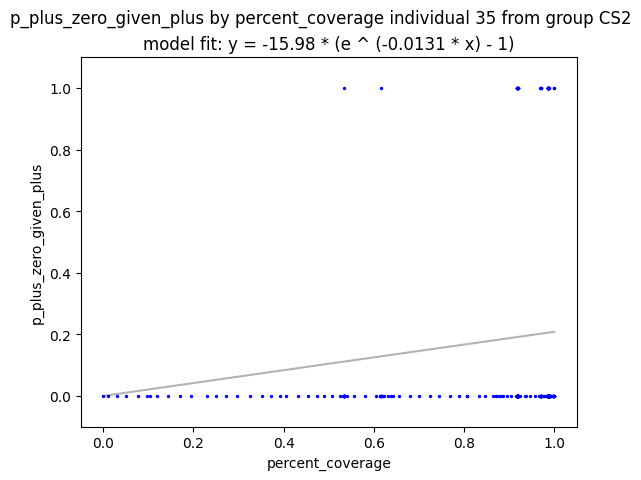 p_plus_zero_given_plus by percent_coverage individual 35 from group CS2
model fit: y = -15.98 * (e ^ (-0.0131 * x) - 1)
1.0
0.8
0.6
0.4
0.2
0.0
p_plus_zero_given_plus
0.0 0.2 0.4 0.6 0.8 1.0
percent_coverage